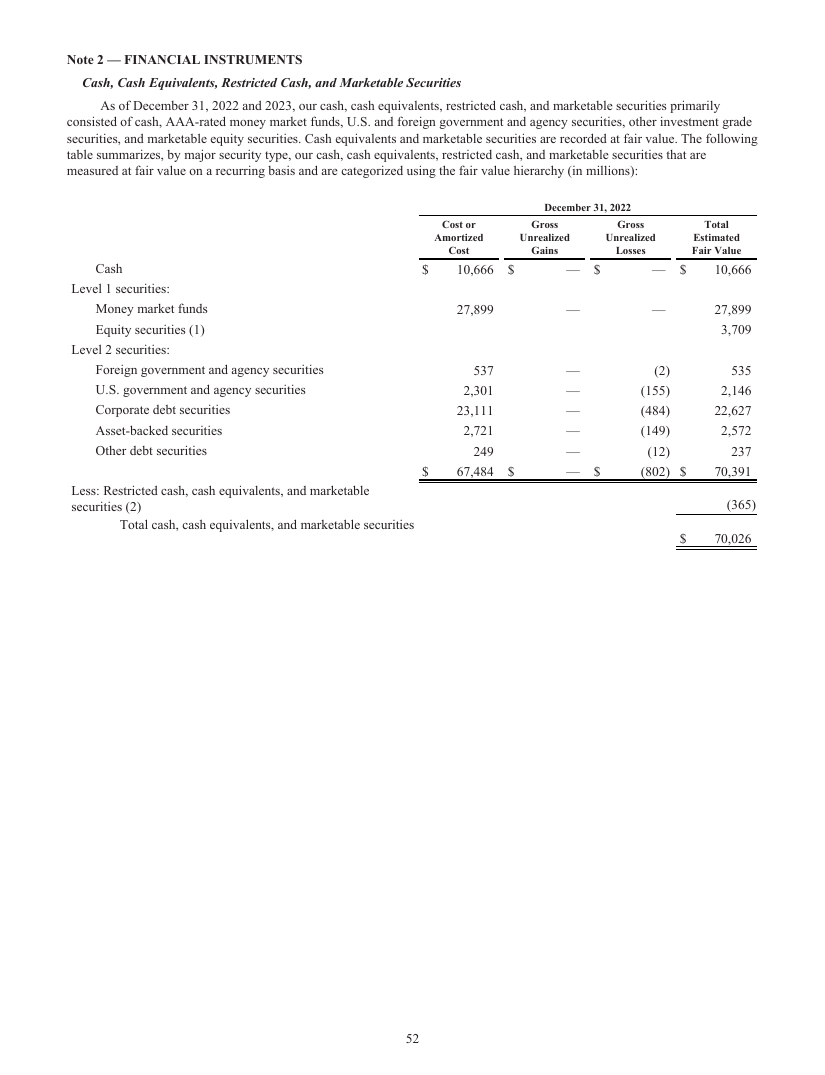 Note 2 — FINANCIAL INSTRUMENTS
Cash, Cash Equivalents, Restricted Cash, and Marketable Securities
As of December 31, 2022 and 2023, our cash, cash equivalents, restricted cash, and marketable securities primarily
consisted of cash, AAA-rated money market funds, U.S. and foreign government and agency securities, other investment grade
securities, and marketable equity securities. Cash equivalents and marketable securities are recorded at fair value. The following
table summarizes, by major security type, our cash, cash equivalents, restricted cash, and marketable securities that are
measured at fair value on a recurring basis and are categorized using the fair value hierarchy (in millions):
December 31, 2022
Cost or Gross Gross Total
Amortized Unrealized Unrealized Estimated
Cost Gains Losses Fair Value
Cash $ 10,666 $ — $ — $ 10,666
Level 1 securities:
Money market funds 27,899 — — 27,899
Equity securities (1) 3,709
Level 2 securities:
Foreign government and agency securities 537 — (2) 535
U.S. government and agency securities 2,301 — (155) 2,146
Corporate debt securities 23,111 — (484) 22,627
Asset-backed securities 2,721 — (149) 2,572
Other debt securities 249 — (12) 237
$ 67,484 $ — $ (802) $ 70,391
Less: Restricted cash, cash equivalents, and marketable
securities (2) (365)
Total cash, cash equivalents, and marketable securities
$ 70,026
52